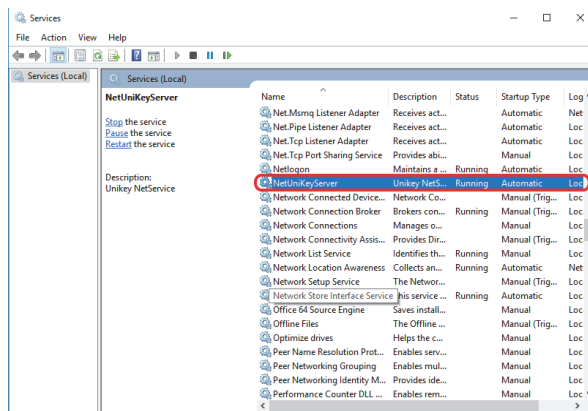 Services
File Action View Help
Services (Local)
Services (Local)
NetUniKeyServer
Stop the service
Pause the service
Restart the service
Description:
Unikey NetService
Name Description Status Startup Type Log
Net.Msmq Listener Adapter Receives act... Automatic Net
Net.Pipe Listener Adapter Receives act... Automatic Loc
Net.Tcp Listener Adapter Receives act... Automatic Loc
Net.Tcp Port Sharing Service Provides abi... Manual Loc
Netlogon Maintains a ... Running Automatic Loc
NetUniKeyServer Unikey NetS... Running Automatic Loc
Network Connected Device... Network Co... Manual (Trig... Loc
Network Connection Broker Brokers con... Running Manual (Trig... Loc
Network Connections Manages o... Manual Loc
Network Connectivity Assis... Provides Dir... Manual (Trig... Loc
Network List Service Identifies th... Running Manual Loc
Network Location Awareness Collects an... Running Automatic Net
Network Setup Service The Networ... Manual (Trig... Loc
Network Store Interface Service his service ... Running Automatic Loc
Office 64 Source Engine Saves install... Manual Loc
Offline Files The Offline ... Manual (Trig... Loc
Optimize drives Helps the c... Manual Loc
Peer Name Resolution Prot... Enables serv... Manual Loc
Peer Networking Grouping Enables mul... Manual Loc
Peer Networking Identity M... Provides ide... Manual Loc
Performance Counter DLL ... Enables rem... Manual Loc